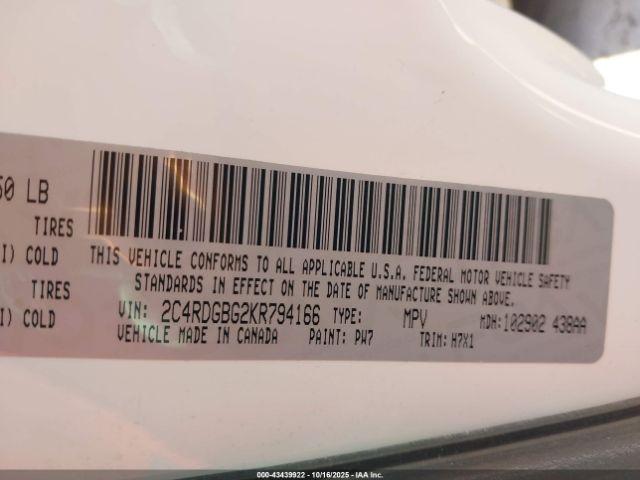 50 LB
TIRES
I) COLD
THIS VEHICLE CONFORMS TO ALL APPLICABLE U.S.A. FEDERAL MOTOR VEHICLE SAFETY
STANDARDS IN EFFECT ON THE DATE OF MANUFACTURE SHOWN ABOVE.
TIRES
VIN: 2C4RDGBG2KR794166 TYPE: MPV MDH: 102902 438AA
I) COLD
VEHICLE MADE IN CANADA PAINT: PW7 TRIM: H7X1
000-43439922 - 10/16/2025 - IAA Inc.